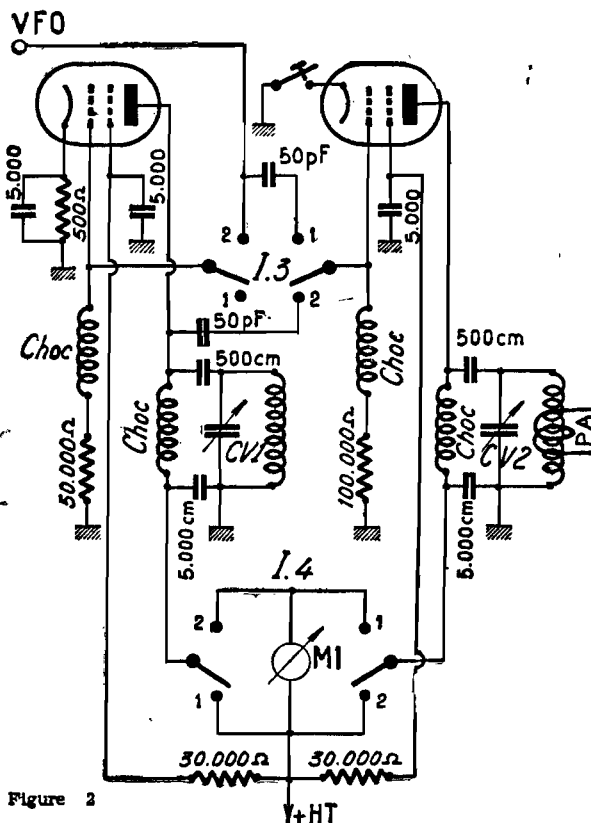 VFO
50pF
5.000
500Ω
5.000
5.000
2
1
I.3
1
2
50pF
Choc
500cm
Choc
500cm
Choc
CV1
Choc
CV2
PA
50.000Ω
5.000cm
100.000Ω
5.000cm
I.4
2
1
M1
1
2
30.000Ω
30.000Ω
Figure 2
+HT